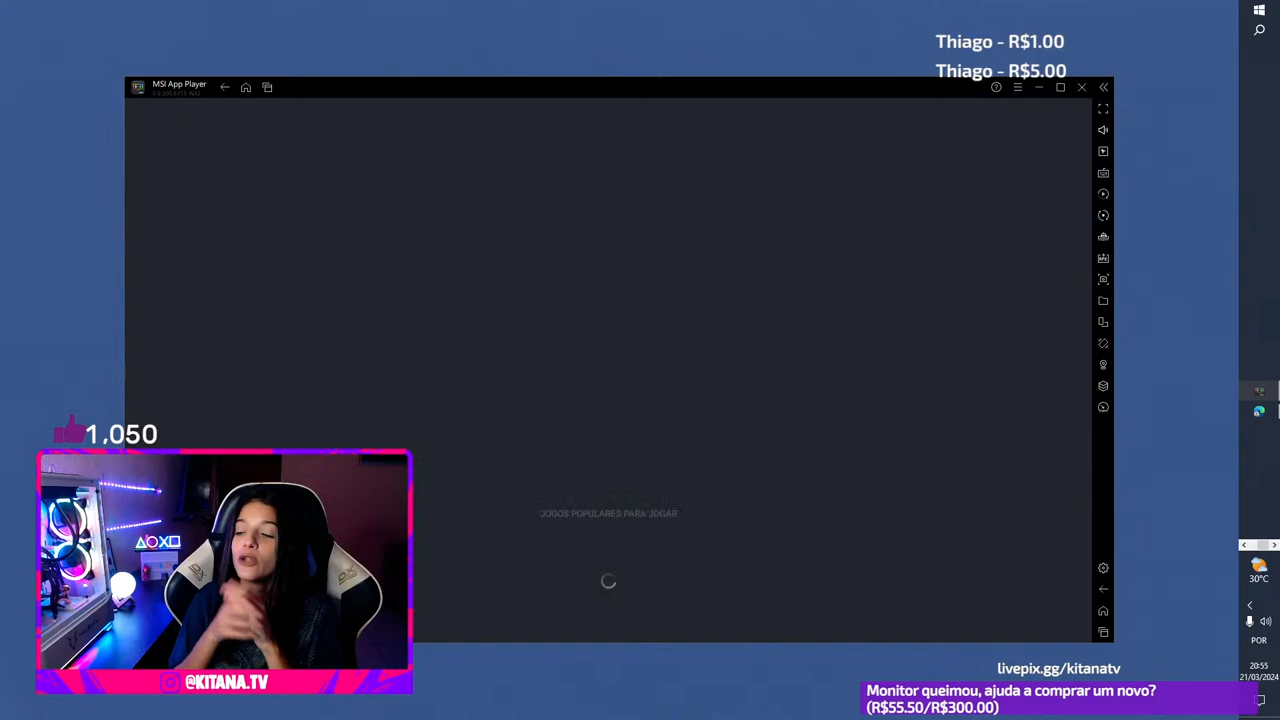 Thiago - R$1.00
Thiago - R$5.00
MSI App Player
1,050
JOGOS POPULARES PARA JOGAR
@KITANA.TV
30°C
POR
20:55
21/03/2024
livepix.gg/kitanatv
Monitor queimou, ajuda a comprar um novo?
(R$55.50/R$300.00)